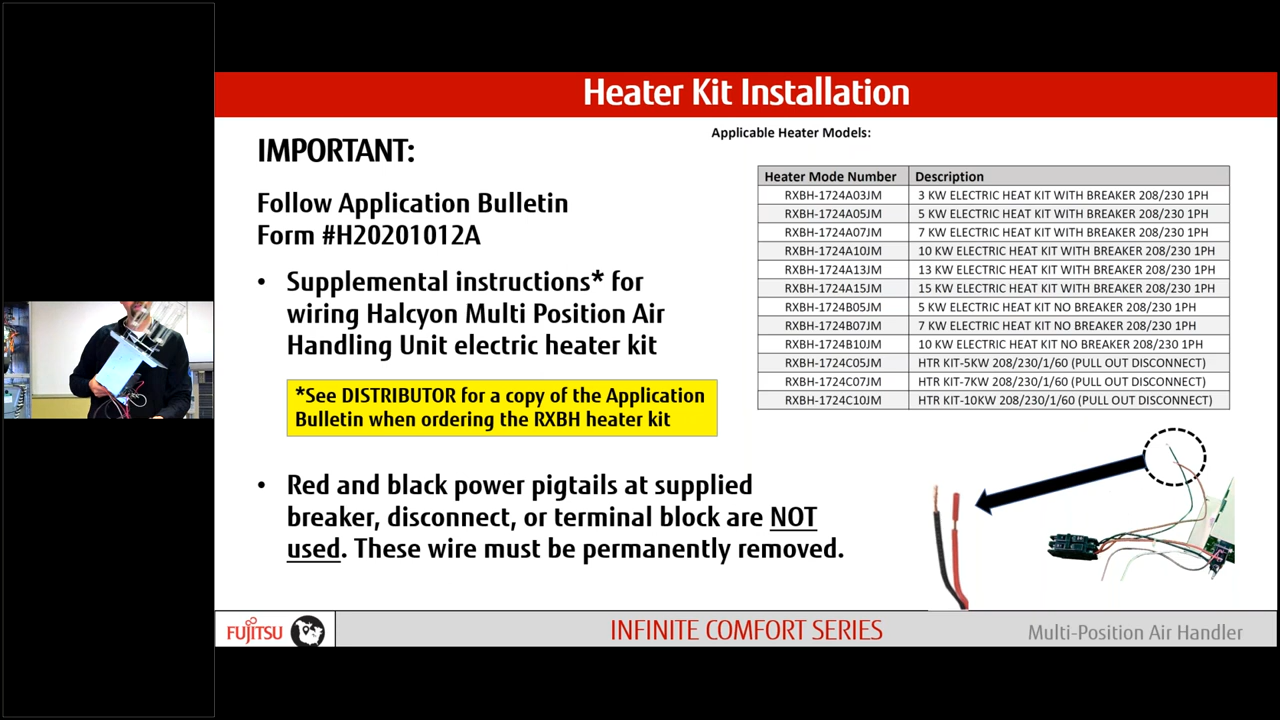 Heater Kit Installation
IMPORTANT:
Follow Application Bulletin
Form #H20201012A
• Supplemental instructions* for
wiring Halcyon Multi Position Air
Handling Unit electric heater kit
*See DISTRIBUTOR for a copy of the Application
Bulletin when ordering the RXBH heater kit
• Red and black power pigtails at supplied
breaker, disconnect, or terminal block are NOT
used. These wire must be permanently removed.
Applicable Heater Models:
Heater Mode Number Description
RXBH-1724A03JM 3 KW ELECTRIC HEAT KIT WITH BREAKER 208/230 1PH
RXBH-1724A05JM 5 KW ELECTRIC HEAT KIT WITH BREAKER 208/230 1PH
RXBH-1724A07JM 7 KW ELECTRIC HEAT KIT WITH BREAKER 208/230 1PH
RXBH-1724A10JM 10 KW ELECTRIC HEAT KIT WITH BREAKER 208/230 1PH
RXBH-1724A13JM 13 KW ELECTRIC HEAT KIT WITH BREAKER 208/230 1PH
RXBH-1724A15JM 15 KW ELECTRIC HEAT KIT WITH BREAKER 208/230 1PH
RXBH-1724B05JM 5 KW ELECTRIC HEAT KIT NO BREAKER 208/230 1PH
RXBH-1724B07JM 7 KW ELECTRIC HEAT KIT NO BREAKER 208/230 1PH
RXBH-1724B10JM 10 KW ELECTRIC HEAT KIT NO BREAKER 208/230 1PH
RXBH-1724C05JM HTR KIT-5KW 208/230/1/60 (PULL OUT DISCONNECT)
RXBH-1724C07JM HTR KIT-7KW 208/230/1/60 (PULL OUT DISCONNECT)
RXBH-1724C10JM HTR KIT-10KW 208/230/1/60 (PULL OUT DISCONNECT)
FUJITSU
INFINITE COMFORT SERIES
Multi-Position Air Handler